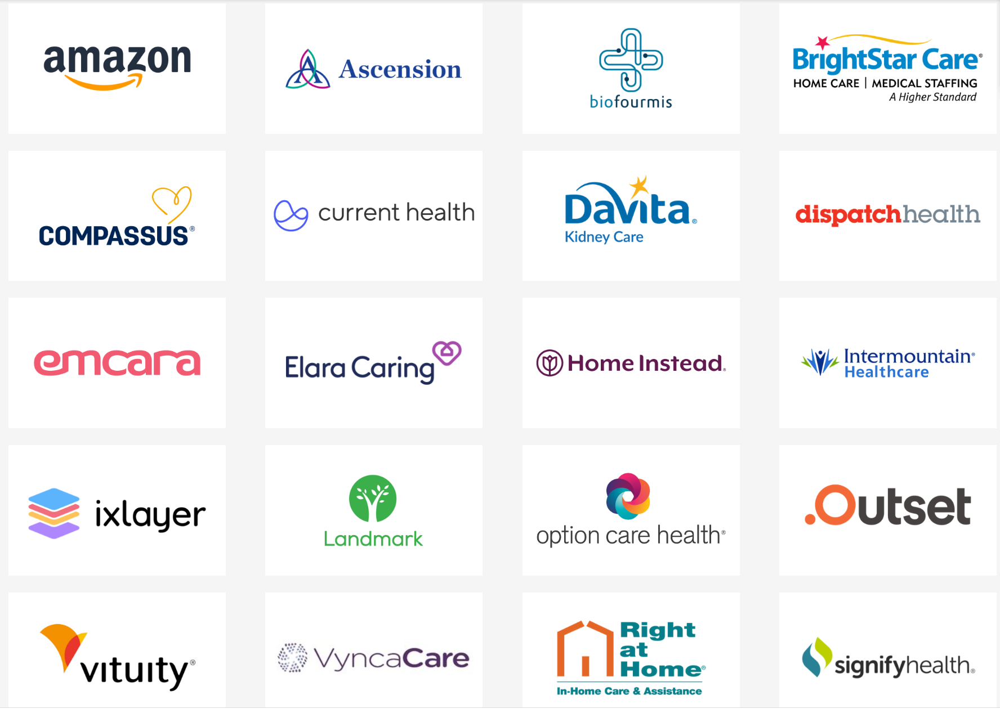 amazon
Ascension
biofourmis
BrightStar Care®
HOME CARE | MEDICAL STAFFING
A Higher Standard
COMPASSUS®
current health
DaVita®
Kidney Care
dispatchhealth
emcara
Elara Caring
Home Instead®
Intermountain®
Healthcare
ixlayer
Landmark
option care health®
Outset
vituity®
VyncaCare
Right
at
Home®
In-Home Care & Assistance
signifyhealth®